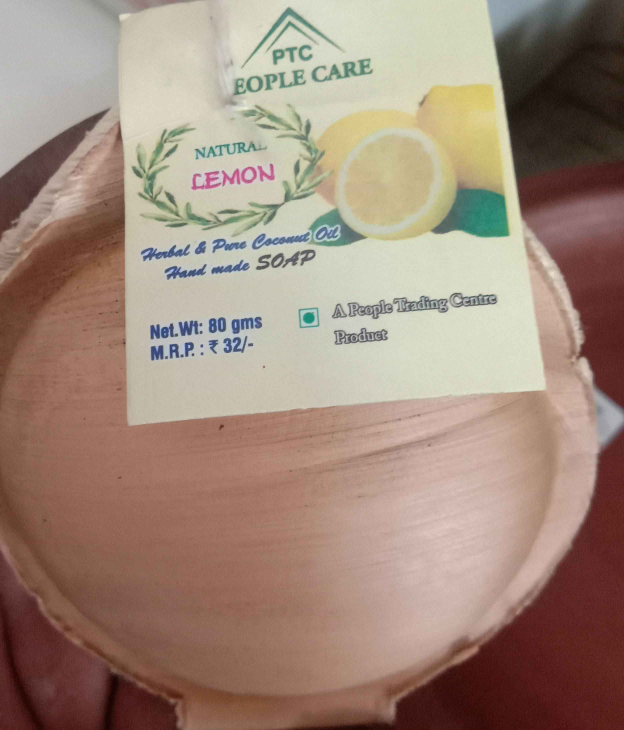 PTC
EOPLE CARE
NATURAL
LEMON
Herbal & Pure Coconut Oil
Hand made SOAP
Net.Wt: 80 gms
M.R.P. : ₹ 32/-
A People Trading Centre
Product